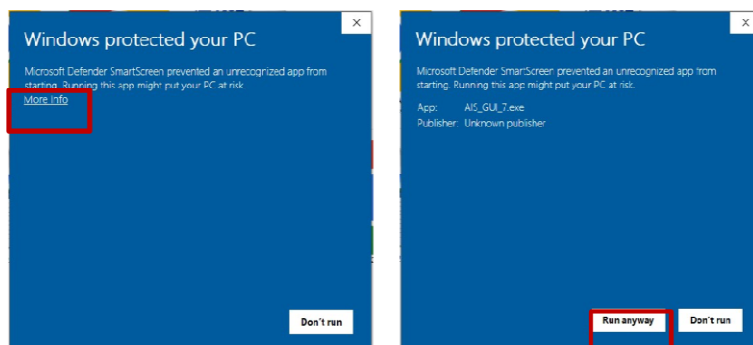 Windows protected your PC
Microsoft Defender SmartScreen prevented an unrecognized app from
starting. Running this app might put your PC at risk.
More Info
Don't run
Windows protected your PC
Microsoft Defender SmartScreen prevented an unrecognized app from
starting. Running this app might put your PC at risk.
App: AIS_GUI_7.exe
Publisher: Unknown publisher
Run anyway
Don't run